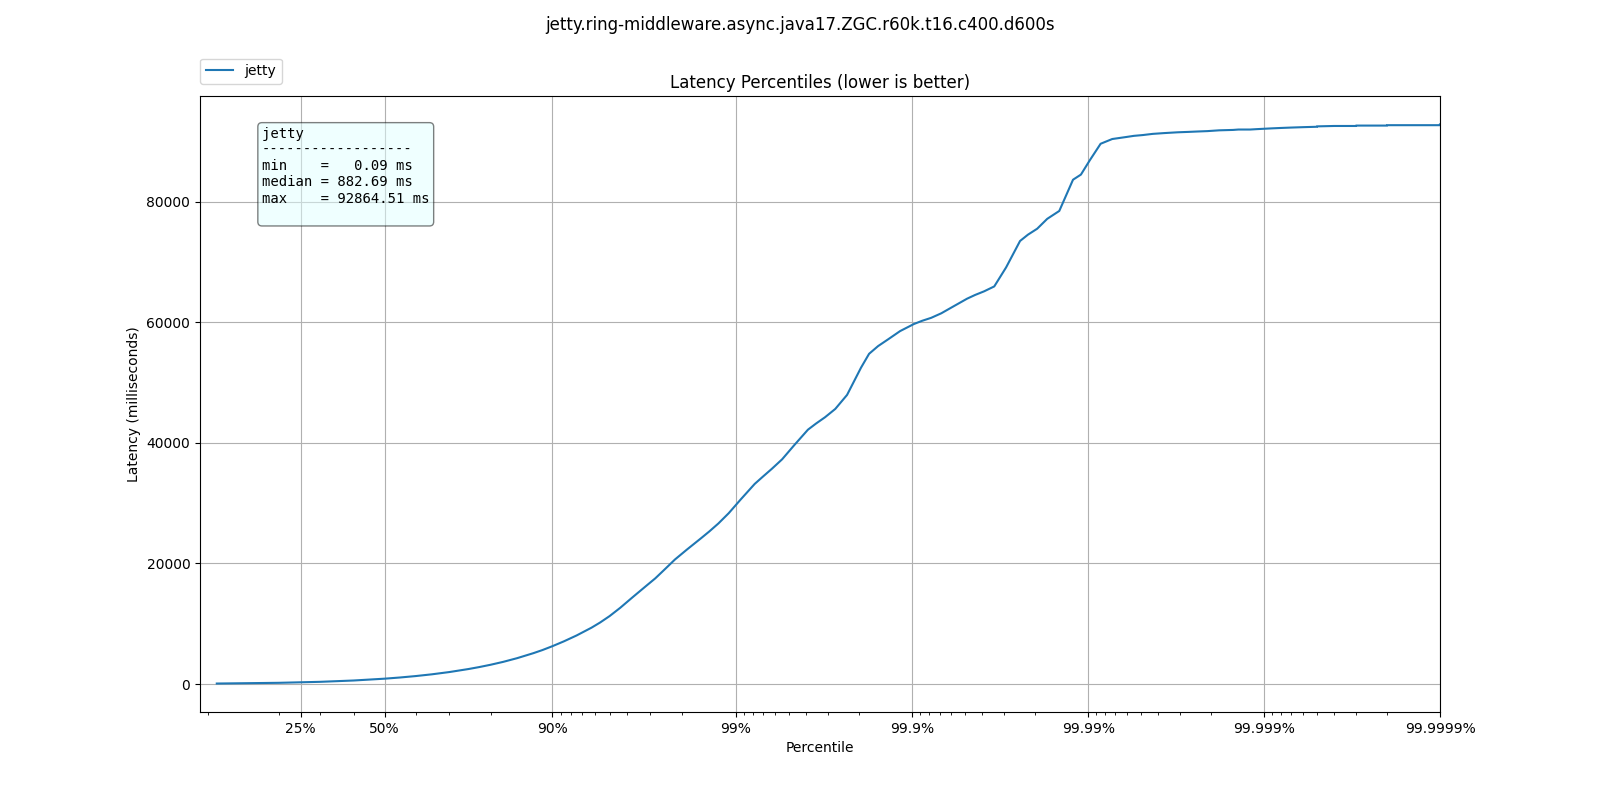 jetty.ring-middleware.async.java17.ZGC.r60k.t16.c400.d600s
jetty
Latency Percentiles (lower is better)
jetty
------------------
min    =   0.09 ms
median = 882.69 ms
max    = 92864.51 ms
80000
60000
40000
20000
0
Latency (milliseconds)
25% 50% 90% 99% 99.9% 99.99% 99.999% 99.9999%
Percentile